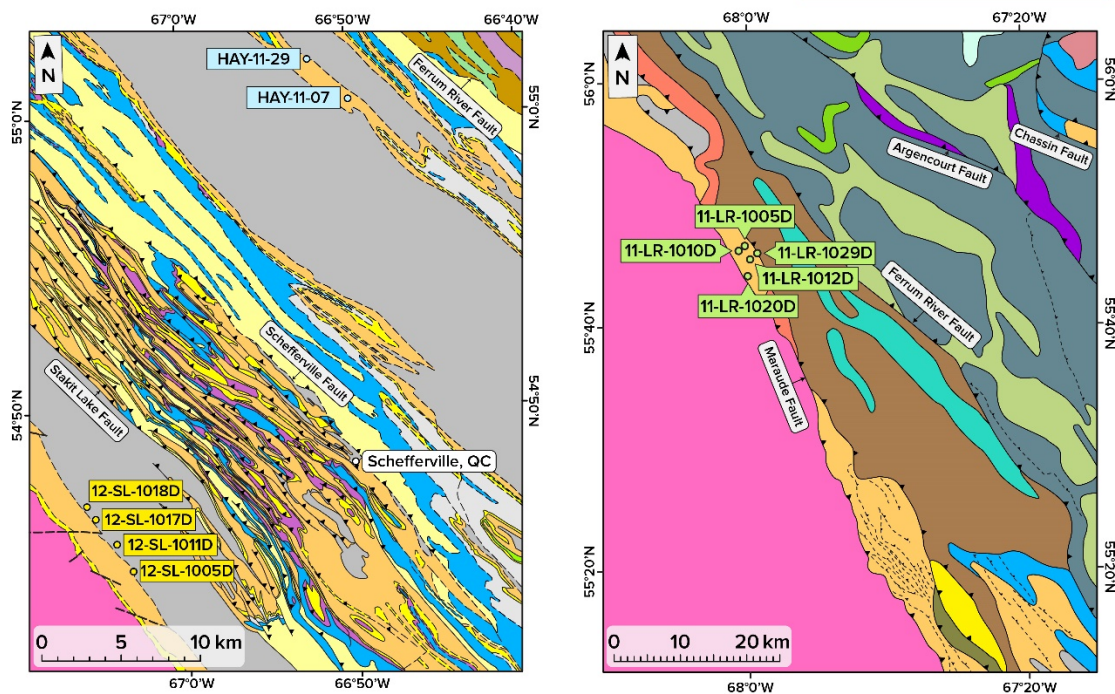 67°0'W
66°50'W
66°40'W
N
HAY-11-29
HAY-11-07
Ferrum River Fault
55°0'N
55°0'N
Schefferville Fault
Stakit Lake Fault
54°50'N
54°50'N
Schefferville, QC
12-SL-1018D
12-SL-1017D
12-SL-1011D
12-SL-1005D
0 5 10 km
67°0'W
66°50'W
68°0'W
67°20'W
N
56°0'N
56°0'N
Chassin Fault
Argencourt Fault
11-LR-1005D
11-LR-1010D
11-LR-1029D
11-LR-1012D
11-LR-1020D
Ferrum River Fault
55°40'N
55°40'N
Maraude Fault
55°20'N
55°20'N
0 10 20 km
68°0'W
67°20'W